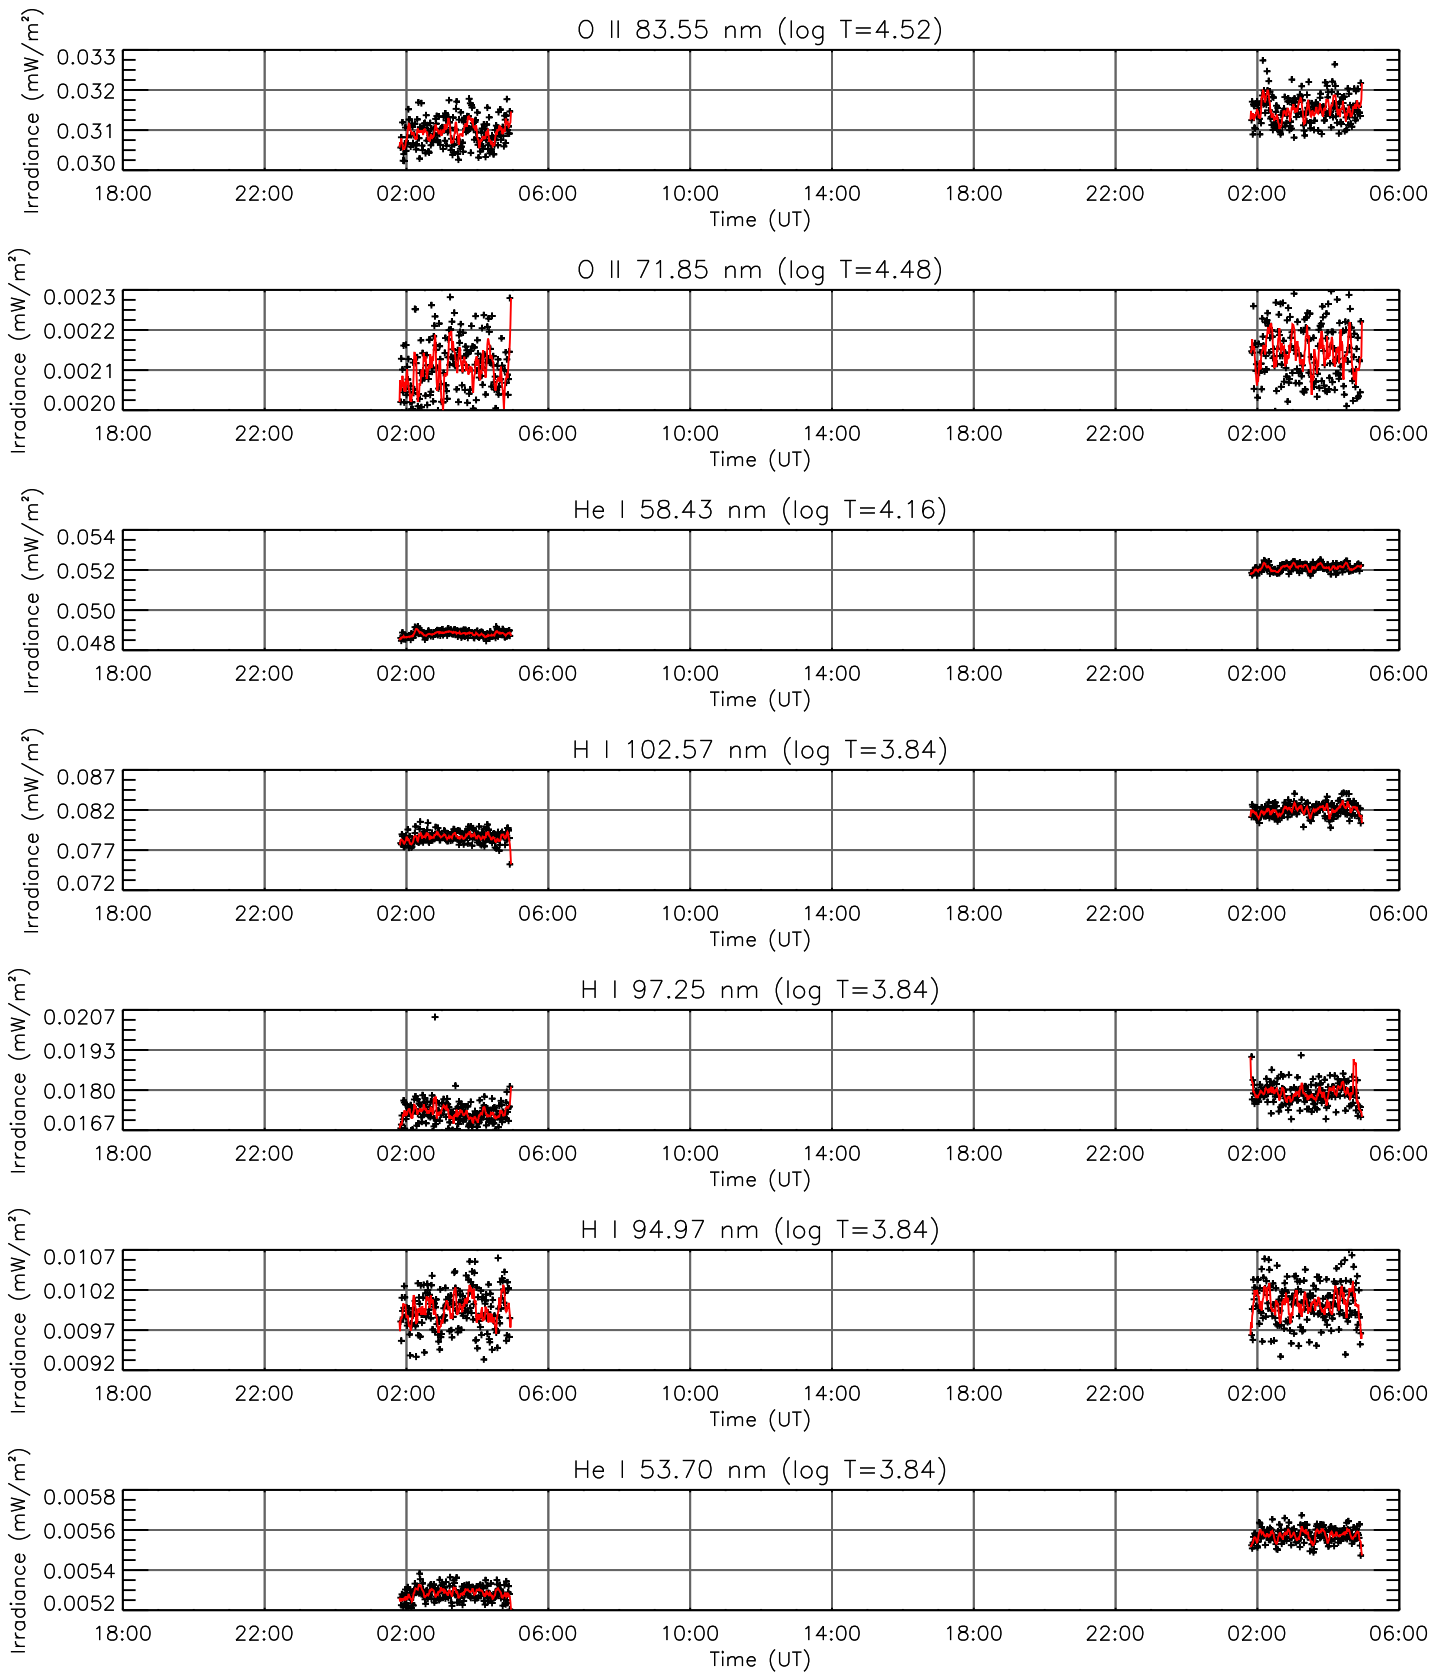 O II 83.55 nm (log T=4.52)
Irradiance (mW/m²)
0.033
0.032
0.031
0.030
18:00 22:00 02:00 06:00 10:00 14:00 18:00 22:00 02:00 06:00
Time (UT)
O II 71.85 nm (log T=4.48)
Irradiance (mW/m²)
0.0023
0.0022
0.0021
0.0020
18:00 22:00 02:00 06:00 10:00 14:00 18:00 22:00 02:00 06:00
Time (UT)
He I 58.43 nm (log T=4.16)
Irradiance (mW/m²)
0.054
0.052
0.050
0.048
18:00 22:00 02:00 06:00 10:00 14:00 18:00 22:00 02:00 06:00
Time (UT)
H I 102.57 nm (log T=3.84)
Irradiance (mW/m²)
0.087
0.082
0.077
0.072
18:00 22:00 02:00 06:00 10:00 14:00 18:00 22:00 02:00 06:00
Time (UT)
H I 97.25 nm (log T=3.84)
Irradiance (mW/m²)
0.0207
0.0193
0.0180
0.0167
18:00 22:00 02:00 06:00 10:00 14:00 18:00 22:00 02:00 06:00
Time (UT)
H I 94.97 nm (log T=3.84)
Irradiance (mW/m²)
0.0107
0.0102
0.0097
0.0092
18:00 22:00 02:00 06:00 10:00 14:00 18:00 22:00 02:00 06:00
Time (UT)
He I 53.70 nm (log T=3.84)
Irradiance (mW/m²)
0.0058
0.0056
0.0054
0.0052
18:00 22:00 02:00 06:00 10:00 14:00 18:00 22:00 02:00 06:00
Time (UT)